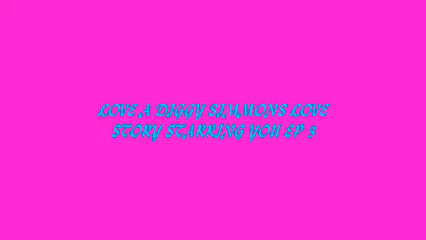 LOVE A DIGGY SIMMONS LOVE
STORY STARRING YOU EP 3